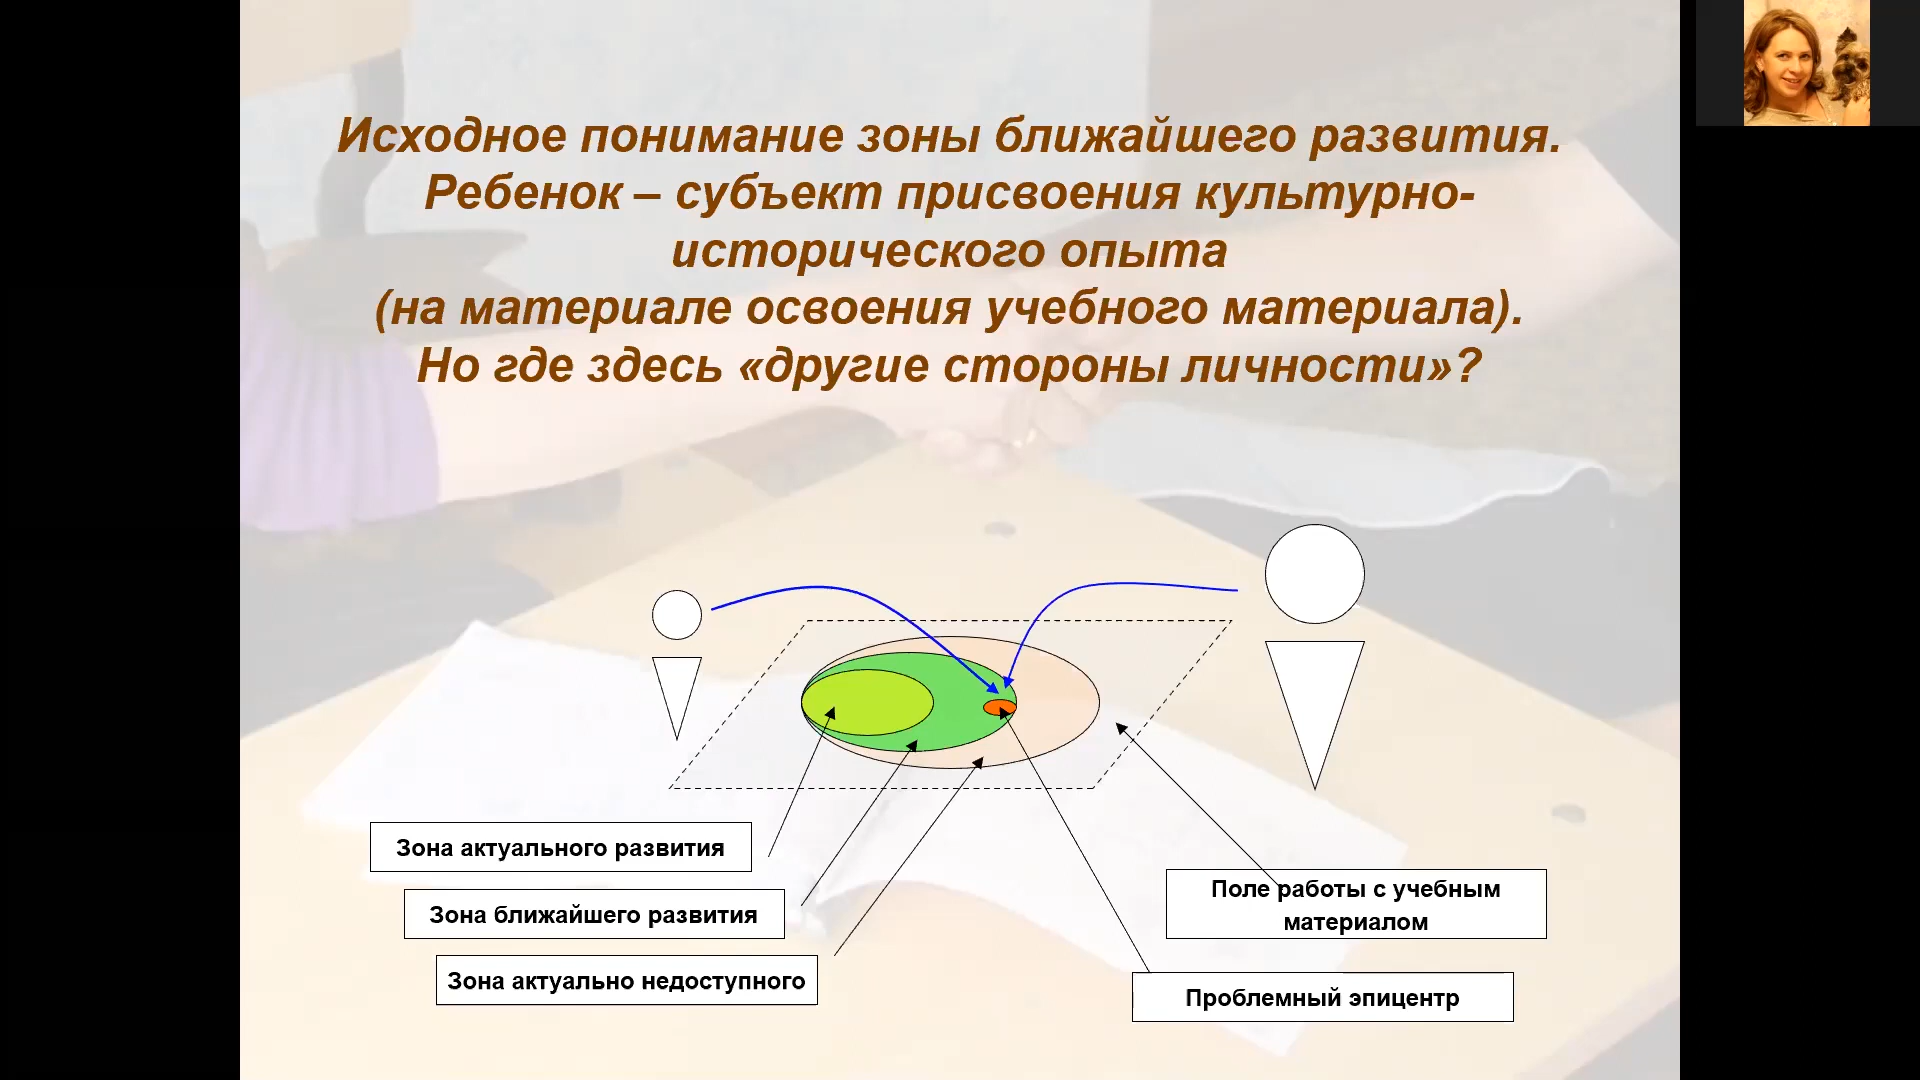 Исходное понимание зоны ближайшего развития.
Ребенок – субъект присвоения культурно-
исторического опыта
(на материале освоения учебного материала).
Но где здесь «другие стороны личности»?
Зона актуального развития
Зона ближайшего развития
Зона актуально недоступного
Поле работы с учебным
материалом
Проблемный эпицентр